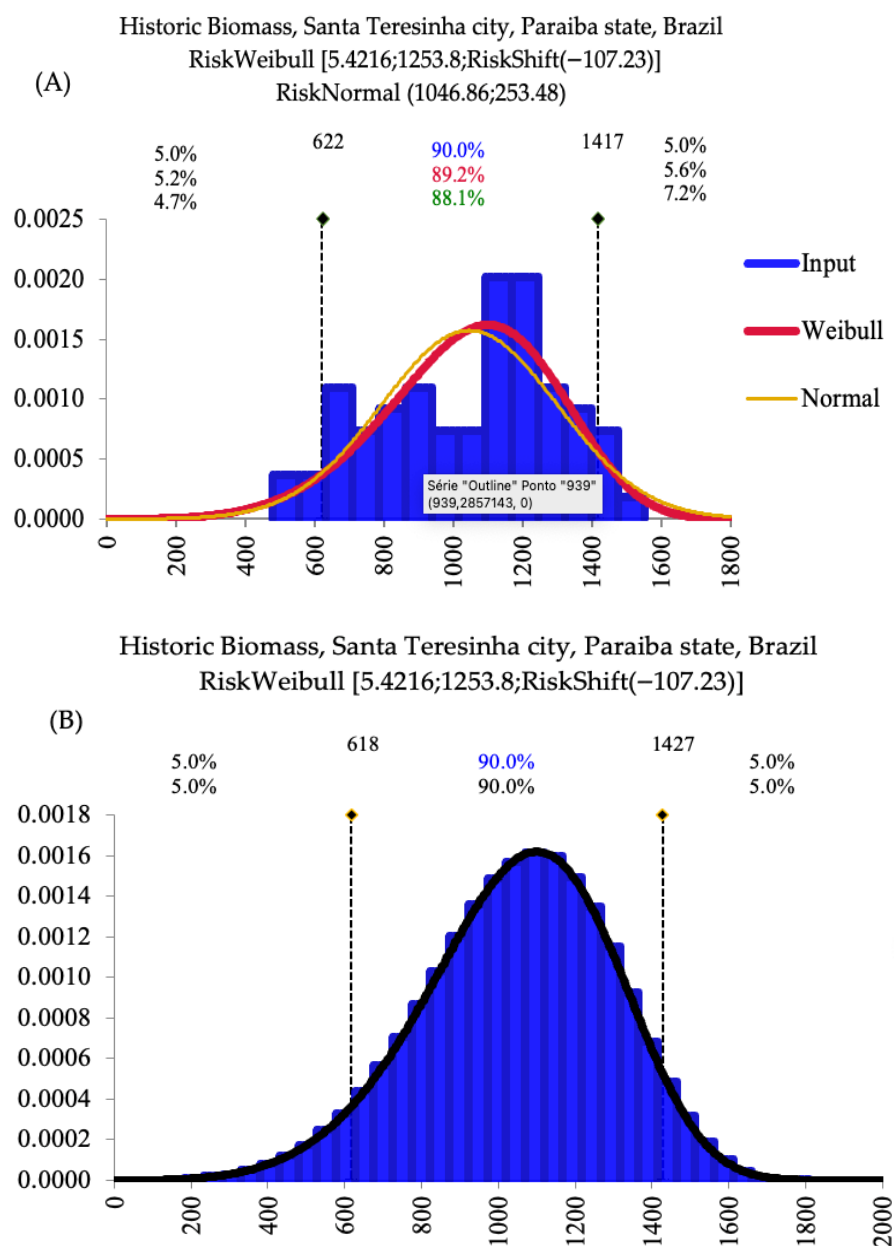 Historic Biomass, Santa Teresinha city, Paraiba state, Brazil
RiskWeibull [5.4216;1253.8;RiskShift(−107.23)]
(A)
RiskNormal (1046.86;253.48)
5.0% 622 90.0% 1417 5.0%
5.2% 89.2% 5.6%
4.7% 88.1% 7.2%
0.0025
0.0020
0.0015
0.0010
0.0005
0.0000
Input
Weibull
Normal
Série "Outline" Ponto "939"
(939,2857143, 0)
0 200 400 600 800 1000 1200 1400 1600 1800
Historic Biomass, Santa Teresinha city, Paraiba state, Brazil
RiskWeibull [5.4216;1253.8;RiskShift(−107.23)]
(B)
5.0% 618 90.0% 1427 5.0%
5.0% 90.0% 5.0%
0.0018
0.0016
0.0014
0.0012
0.0010
0.0008
0.0006
0.0004
0.0002
0.0000
0 200 400 600 800 1000 1200 1400 1600 1800 2000